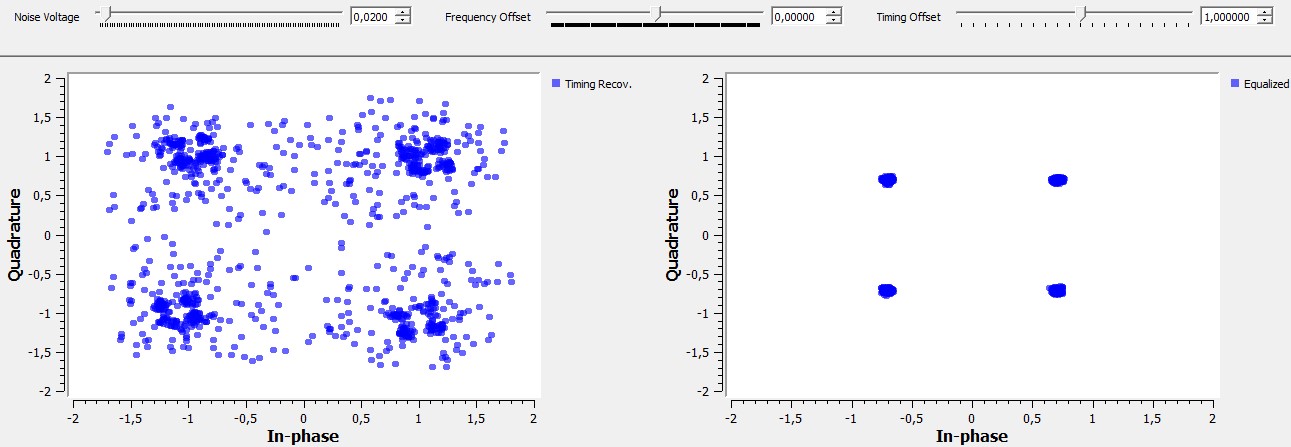 Noise Voltage 0,0200 Frequency Offset 0,00000 Timing Offset 1,000000
Timing Recov.
Equalized
Quadrature
2
1,5
1
0,5
0
-0,5
-1
-1,5
-2
-2 -1,5 -1 -0,5 0 0,5 1 1,5 2
In-phase
Quadrature
2
1,5
1
0,5
0
-0,5
-1
-1,5
-2
-2 -1,5 -1 -0,5 0 0,5 1 1,5 2
In-phase